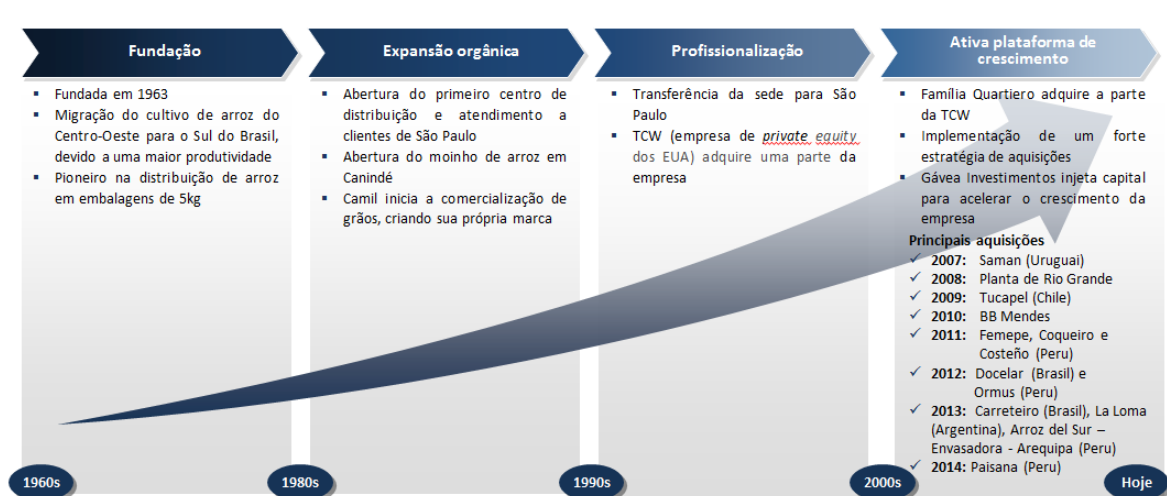 Fundação
▪ Fundada em 1963
▪ Migração do cultivo de arroz do
Centro-Oeste para o Sul do Brasil,
devido a uma maior produtividade
▪ Pioneiro na distribuição de arroz
em embalagens de 5kg
Expansão orgânica
▪ Abertura do primeiro centro de
distribuição e atendimento a
clientes de São Paulo
▪ Abertura do moinho de arroz em
Canindé
▪ Camil inicia a comercialização de
grãos, criando sua própria marca
Profissionalização
▪ Transferência da sede para São
Paulo
▪ TCW (empresa de private equity
dos EUA) adquire uma parte da
empresa
Ativa plataforma de
crescimento
▪ Família Quartiero adquire a parte
da TCW
▪ Implementação de um forte
estratégia de aquisições
▪ Gávea Investimentos injeta capital
para acelerar o crescimento da
empresa
Principais aquisições
✓ 2007: Saman (Uruguai)
✓ 2008: Planta de Rio Grande
✓ 2009: Tucapel (Chile)
✓ 2010: BB Mendes
✓ 2011: Femepe, Coqueiro e
Costeño (Peru)
✓ 2012: Docelar (Brasil) e
Ormus (Peru)
✓ 2013: Carreteiro (Brasil), La Loma
(Argentina), Arroz del Sur –
Envasadora - Arequipa (Peru)
✓ 2014: Paisana (Peru)
1960s
1980s
1990s
2000s
Hoje